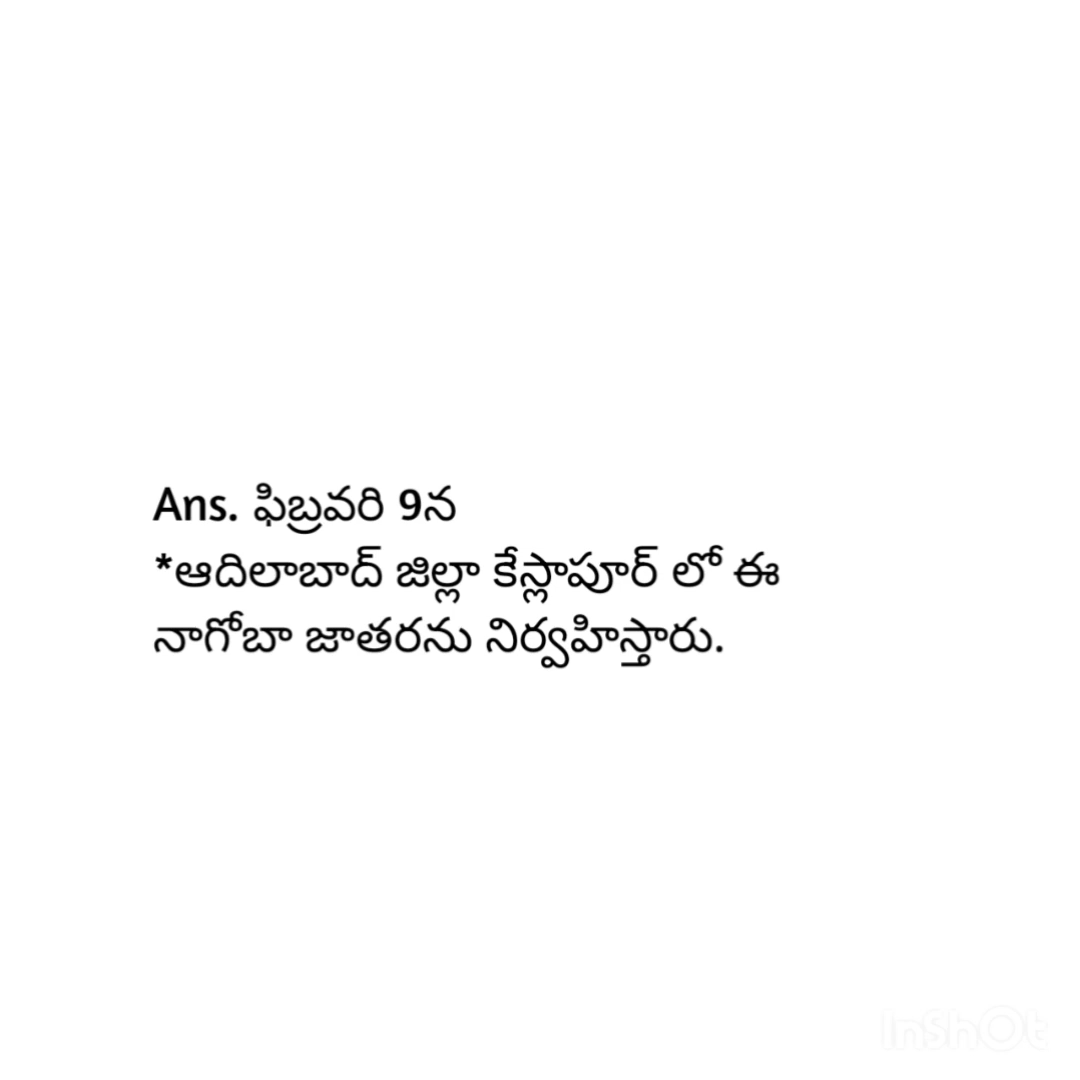 Ans. ఫిబ్రవరి 9న
*ఆదిలాబాద్ జిల్లా కేస్లాపూర్ లో ఈ
నాగోబా జాతరను నిర్వహిస్తారు.
InShOt